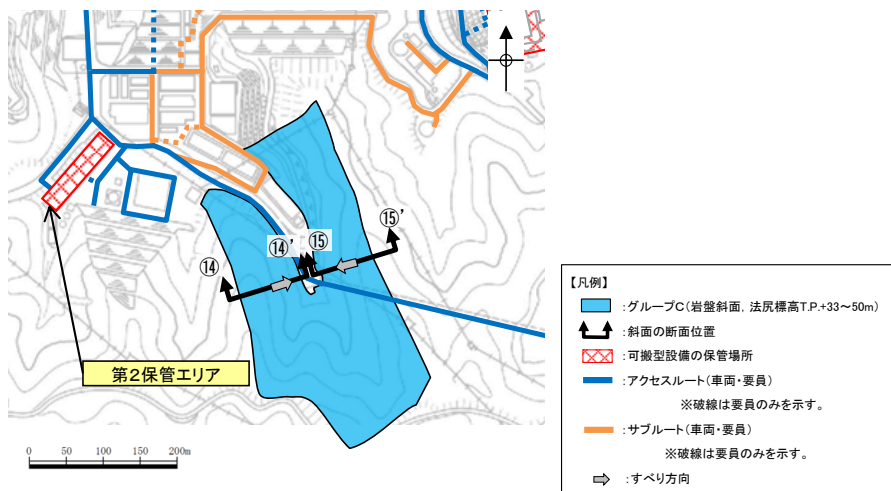 ⑭
⑭’
⑮
⑮’
第2保管エリア
0 50 100 150 200m
【凡例】
:グループC(岩盤斜面, 法尻標高T.P.+33~50m)
:斜面の断面位置
:可搬型設備の保管場所
:アクセスルート(車両・要員)
※破線は要員のみを示す。
:サブルート(車両・要員)
※破線は要員のみを示す。
:すべり方向